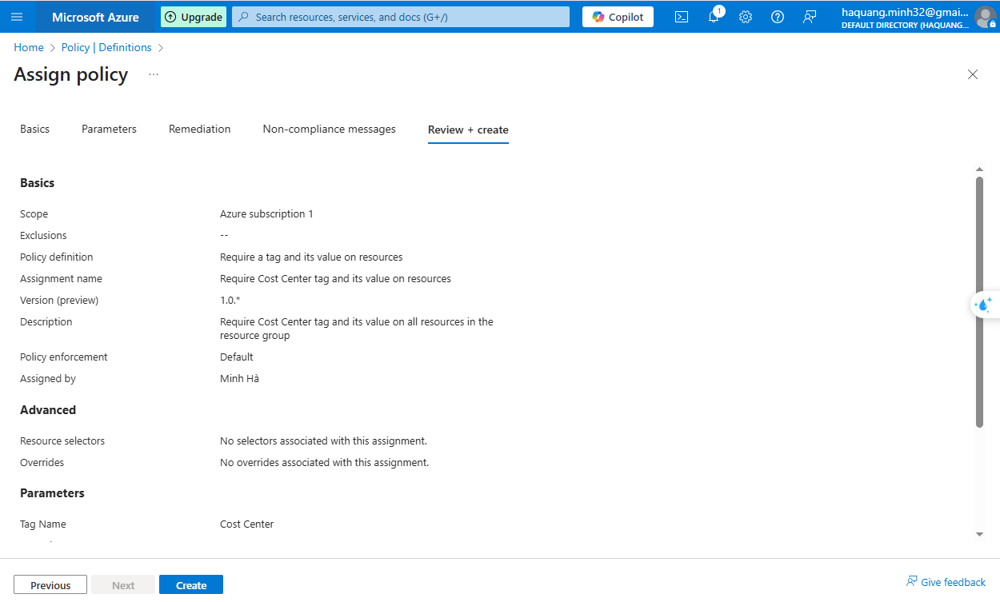 Microsoft Azure
Upgrade
Search resources, services, and docs (G+/)
Copilot
1
haquang.minh32@gmai...
DEFAULT DIRECTORY (HAQUANG...
Home > Policy | Definitions >
Assign policy ...
Basics
Parameters
Remediation
Non-compliance messages
Review + create
Basics
Scope Azure subscription 1
Exclusions --
Policy definition Require a tag and its value on resources
Assignment name Require Cost Center tag and its value on resources
Version (preview) 1.0.*
Description Require Cost Center tag and its value on all resources in the
resource group
Policy enforcement Default
Assigned by Minh Hà
Advanced
Resource selectors No selectors associated with this assignment.
Overrides No overrides associated with this assignment.
Parameters
Tag Name Cost Center
Previous
Next
Create
Give feedback